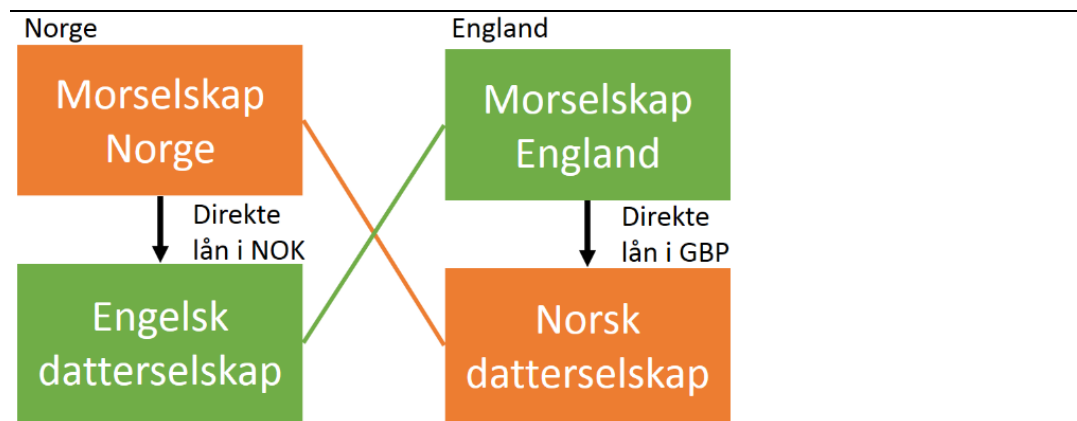 Norge
England
Morselskap
Norge
Morselskap
England
Direkte
lån i NOK
Direkte
lån i GBP
Engelsk
datterselskap
Norsk
datterselskap